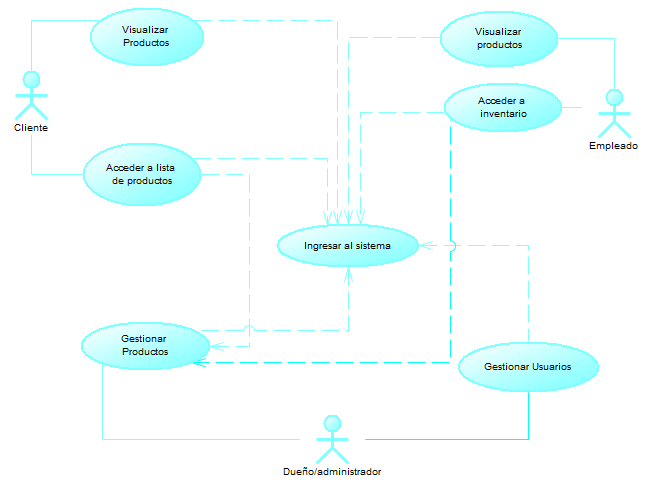 Visualizar
Productos
Visualizar
productos
Cliente
Acceder a
inventario
Empleado
Acceder a lista
de productos
Ingresar al sistema
Gestionar
Productos
Gestionar Usuarios
Dueño/administrador